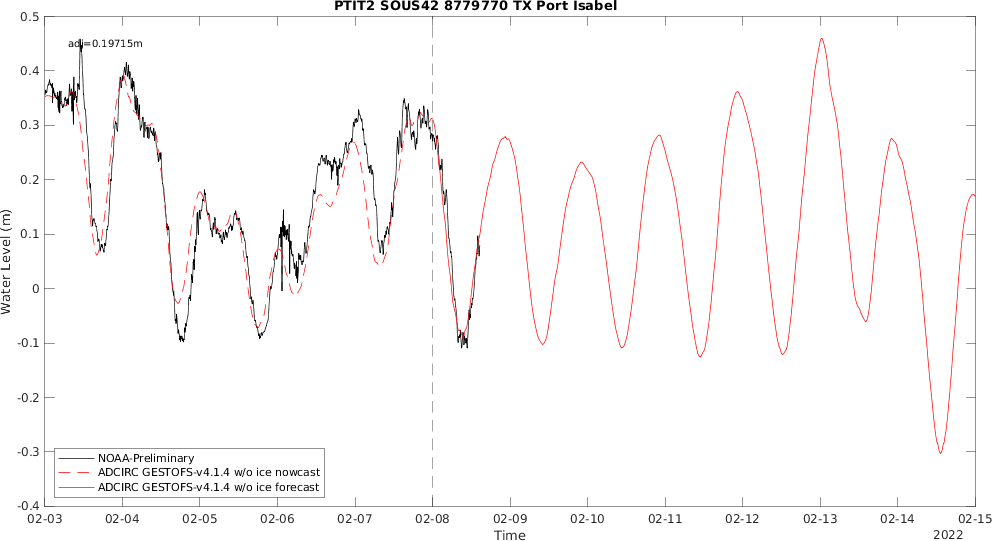 PTIT2 SOUS42 8779770 TX Port Isabel
adj=0.19715m
Water Level (m)
0.5
0.4
0.3
0.2
0.1
0
-0.1
-0.2
-0.3
-0.4
NOAA-Preliminary
ADCIRC GESTOFS-v4.1.4 w/o ice nowcast
ADCIRC GESTOFS-v4.1.4 w/o ice forecast
02-03 02-04 02-05 02-06 02-07 02-08 02-09 02-10 02-11 02-12 02-13 02-14 02-15
Time
2022